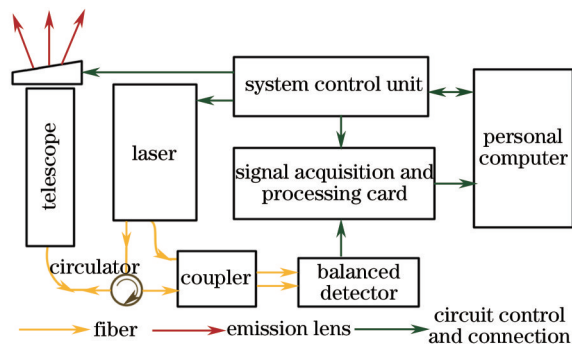 system control unit
telescope
laser
signal acquisition and
processing card
personal
computer
circulator
coupler
balanced
detector
fiber
emission lens
circuit control
and connection